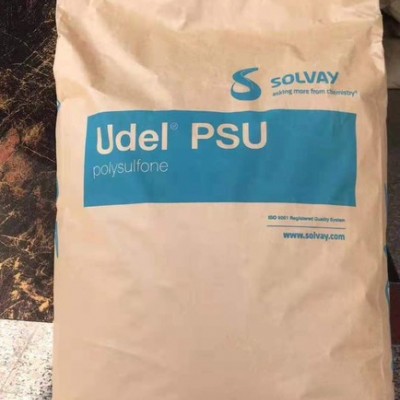 SOLVAY
asking more from chemistry®
Udel® PSU
polysulfone
ISO 9001 Registered Quality System
www.solvay.com